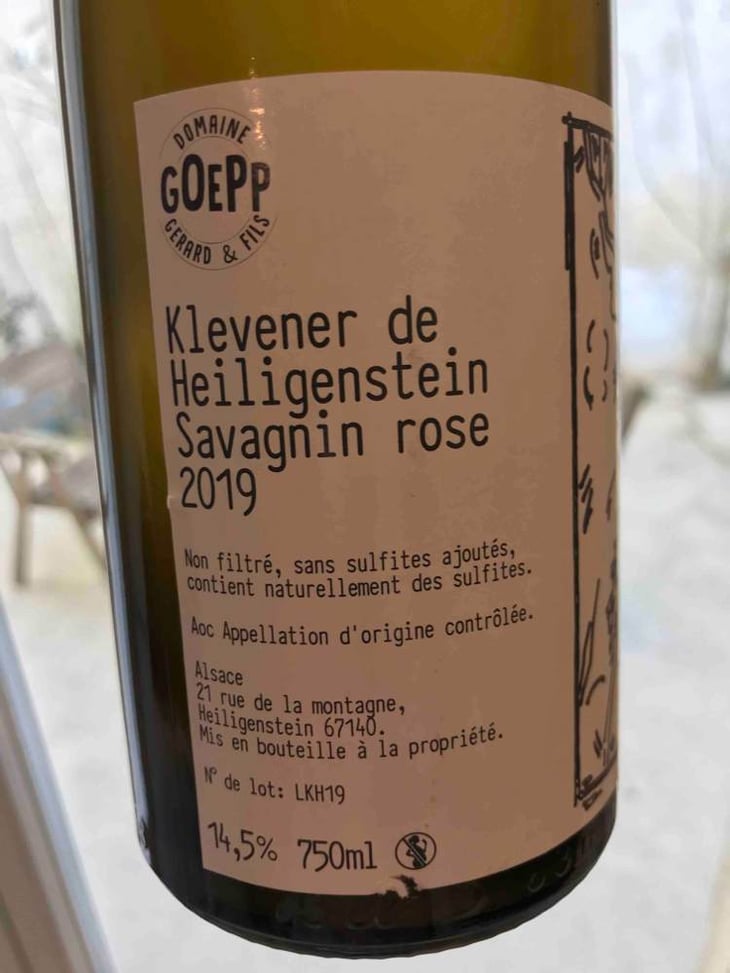 DOMAINE
GOEPP
GERARD & FILS
Klevener de
Heiligenstein
Savagnin rose
2019
Non filtré, sans sulfites ajoutés,
contient naturellement des sulfites.
Aoc Appellation d'origine contrôlée.
Alsace
21 rue de la montagne,
Heiligenstein 67140.
Mis en bouteille à la propriété.
N° de lot: LKH19
14,5% 750ml